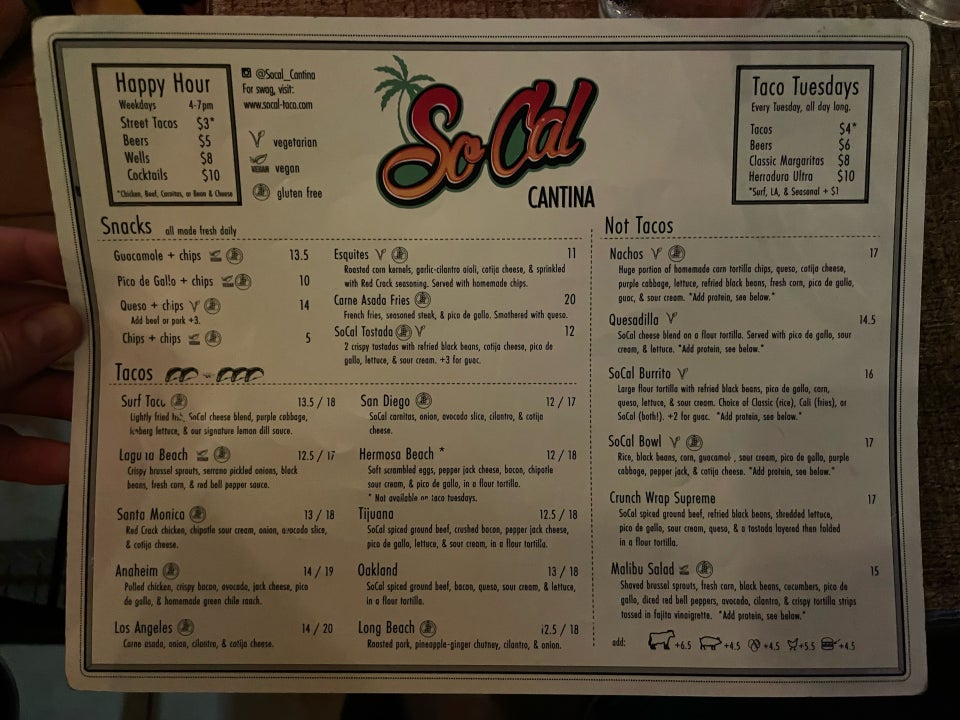 Happy Hour
Weekdays 4-7pm
Street Tacos $3*
Beers $5
Wells $8
Cocktails $10
*Chicken, Beef, Carnitas, or Bean & Cheese
@Socal_Cantina
For swag, visit:
www.socal-taco.com
vegetarian
VEGAN vegan
gluten free
So Cal
CANTINA
Taco Tuesdays
Every Tuesday, all day long.
Tacos $4*
Beers $6
Classic Margaritas $8
Herradura Ultra $10
*Surf, LA, & Seasonal + $1
Snacks all made fresh daily
Guacamole + chips 13.5
Pico de Gallo + chips 10
Queso + chips 14
Add beef or pork +3.
Chips + chips 5
Esquites 11
Roasted corn kernels, garlic-cilantro aioli, cotija cheese, & sprinkled
with Red Crack seasoning. Served with homemade chips.
Carne Asada Fries 20
French fries, seasoned steak, & pico de gallo. Smothered with queso.
SoCal Tostada 12
2 crispy tostadas with refried black beans, cotija cheese, pico de
gallo, lettuce, & sour cream. +3 for guac.
Tacos
Surf Taco 13.5 / 18
Lightly fried fish, SoCal cheese blend, purple cabbage,
iceberg lettuce, & our signature lemon dill sauce.
Laguna Beach 12.5 / 17
Crispy brussel sprouts, serrano pickled onions, black
beans, fresh corn, & red bell pepper sauce.
Santa Monica 13 / 18
Red Crack chicken, chipotle sour cream, onion, avocado slice,
& cotija cheese.
Anaheim 14 / 19
Pulled chicken, crispy bacon, avocado, jack cheese, pico
de gallo, & homemade green chile ranch.
Los Angeles 14 / 20
Carne asada, onion, cilantro, & cotija cheese.
San Diego 12 / 17
SoCal carnitas, onion, avocado slice, cilantro, & cotija
cheese.
Hermosa Beach * 12 / 18
Soft scrambled eggs, pepper jack cheese, bacon, chipotle
sour cream, & pico de gallo, in a flour tortilla.
* Not available on taco tuesdays.
Tijuana 12.5 / 18
SoCal spiced ground beef, crushed bacon, pepper jack cheese,
pico de gallo, lettuce, & sour cream, in a flour tortilla.
Oakland 13 / 18
SoCal spiced ground beef, bacon, queso, sour cream, & lettuce,
in a flour tortilla.
Long Beach 12.5 / 18
Roasted pork, pineapple-ginger chutney, cilantro, & onion.
Not Tacos
Nachos 17
Huge portion of homemade corn tortilla chips, queso, cotija cheese,
purple cabbage, lettuce, refried black beans, fresh corn, pico de gallo,
guac, & sour cream. *Add protein, see below.*
Quesadilla 14.5
SoCal cheese blend on a flour tortilla. Served with pico de gallo, sour
cream, & lettuce. *Add protein, see below.*
SoCal Burrito 16
Large flour tortilla with refried black beans, pico de gallo, corn,
queso, lettuce, & sour cream. Choice of Classic (rice), Cali (fries), or
SoCal (both!). +2 for guac. *Add protein, see below.*
SoCal Bowl 17
Rice, black beans, corn, guacamole, sour cream, pico de gallo, purple
cabbage, pepper jack, & cotija cheese. *Add protein, see below.*
Crunch Wrap Supreme 17
SoCal spiced ground beef, refried black beans, shredded lettuce,
pico de gallo, sour cream, queso, & a tostada layered then folded
in a flour tortilla.
Malibu Salad 15
Shaved brussel sprouts, fresh corn, black beans, cucumbers, pico de
gallo, diced red bell peppers, avocado, cilantro, & crispy tortilla strips
tossed in fajita vinaigrette. *Add protein, see below.*
add: +6.5 +4.5 +4.5 +5.5 +4.5